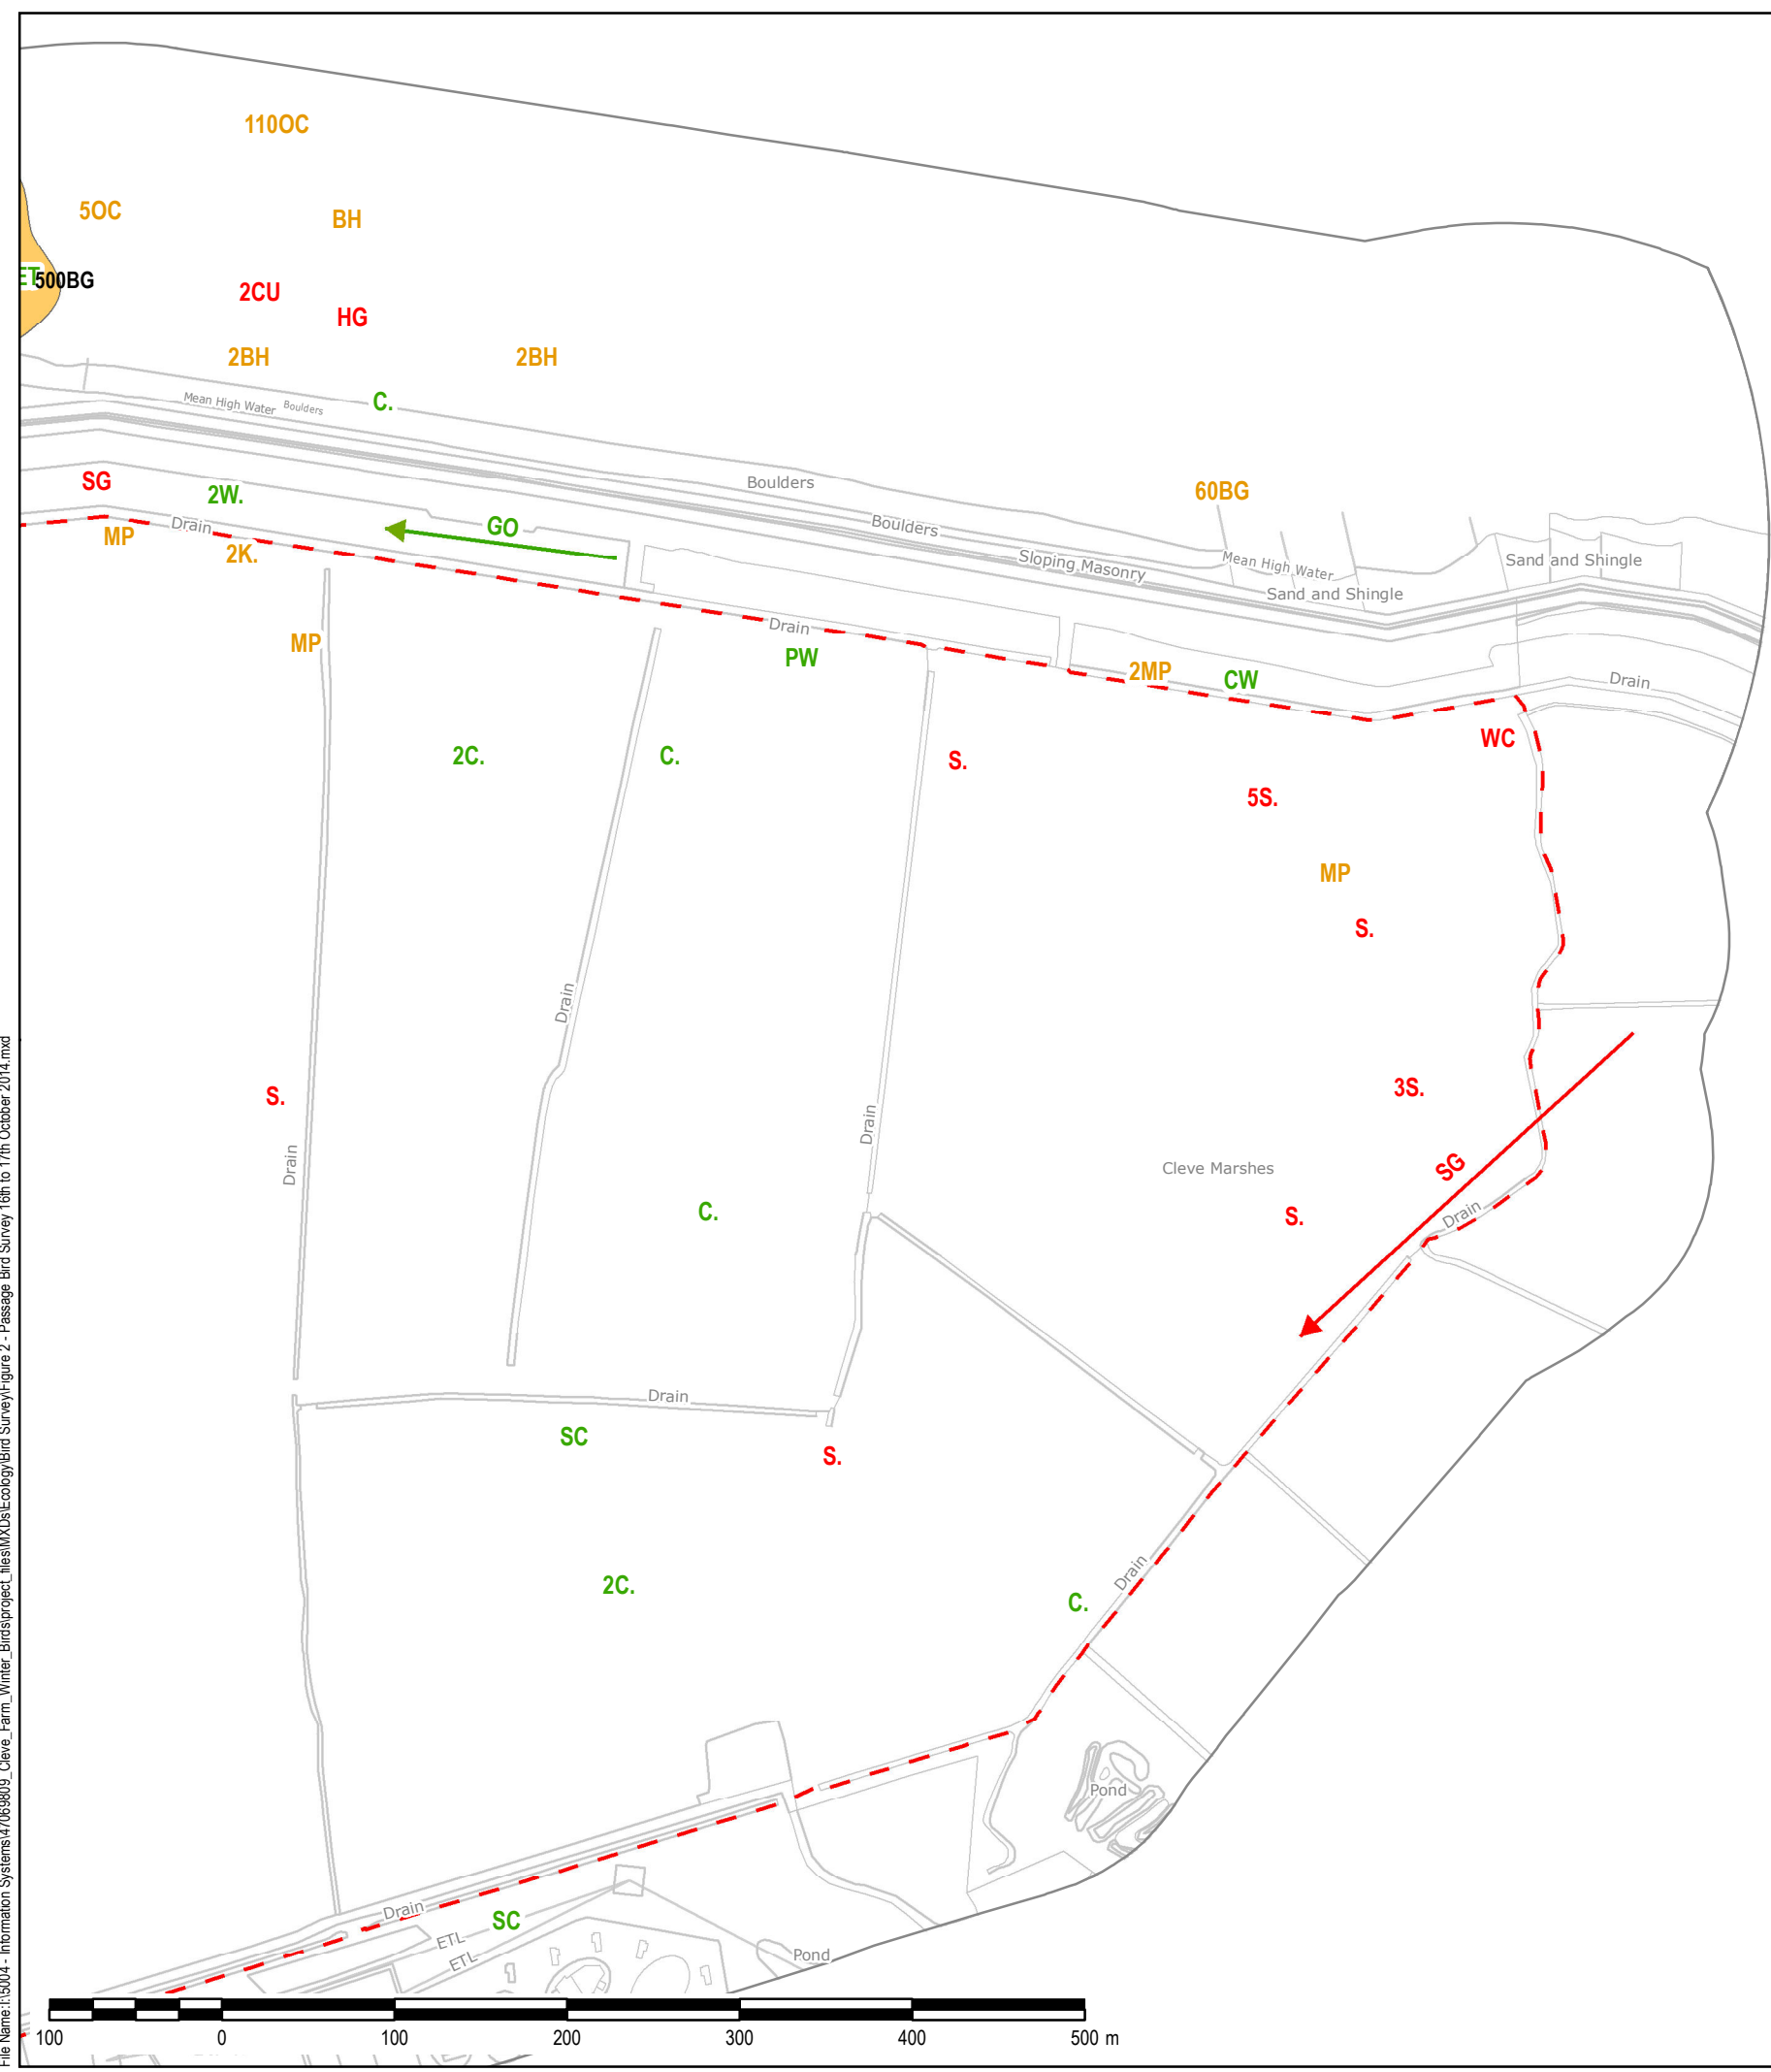 110OC
5OC
BH
ET
500BG
2CU
HG
2BH
2BH
C.
Mean High Water
Boulders
SG
2W.
Boulders
60BG
MP
Drain
2K.
GO
Boulders
Sloping Masonry
Mean High Water
Sand and Shingle
Sand and Shingle
MP
Drain
PW
2MP
CW
Drain
WC
2C.
C.
S.
5S.
MP
S.
Drain
S.
3S.
Drain
Drain
Cleve Marshes
SG
C.
S.
Drain
Drain
SC
S.
2C.
C.
Drain
Pond
Drain
SC
ETL
ETL
Pond
100 0 100 200 300 400 500 m
File Name:I:\5004 - Information Systems\47069809_Cleve_Farm_Winter_Birds\project_files\MXDs\Ecology\Bird Survey\Figure 2 - Passage Bird Survey 16th to 17th October 2014.mxd